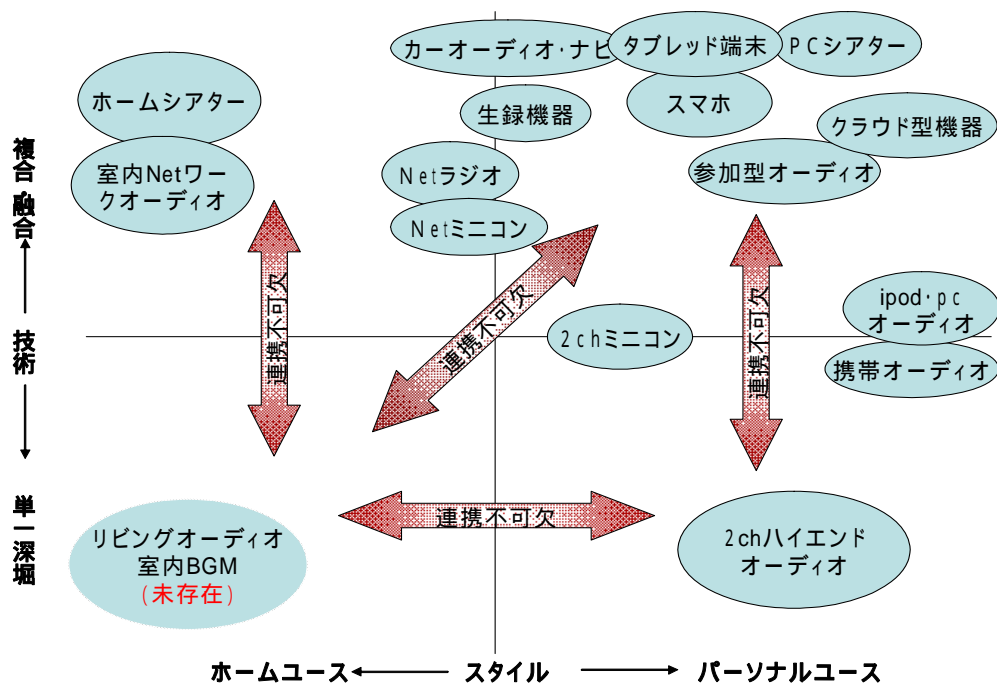 カーオーディオ・ナビ
タブレッド端末
PCシアター
ホームシアター
生録機器
スマホ
クラウド型機器
室内Netワー
クオーディオ
Netラジオ
参加型オーディオ
Netミニコン
複合・融合
連携不可欠
連携不可欠
連携不可欠
ipod・pc
オーディオ
2chミニコン
技術
携帯オーディオ
単一深堀
リビングオーディオ
室内BGM
(未存在)
連携不可欠
2chハイエンド
オーディオ
ホームユース
スタイル
パーソナルユース